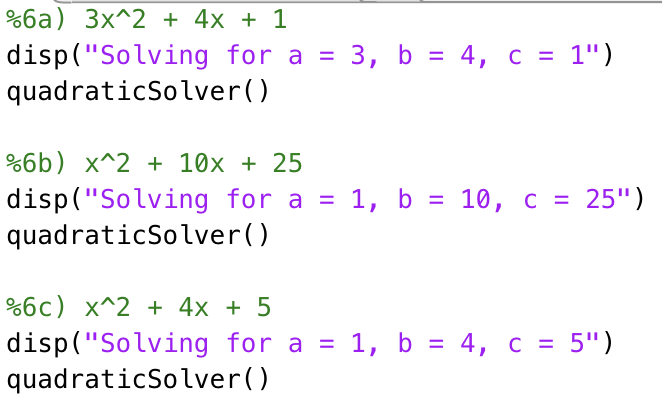 %6a) 3x^2 + 4x + 1
disp("Solving for a = 3, b = 4, c = 1")
quadraticSolver()
%6b) x^2 + 10x + 25
disp("Solving for a = 1, b = 10, c = 25")
quadraticSolver()
%6c) x^2 + 4x + 5
disp("Solving for a = 1, b = 4, c = 5")
quadraticSolver()